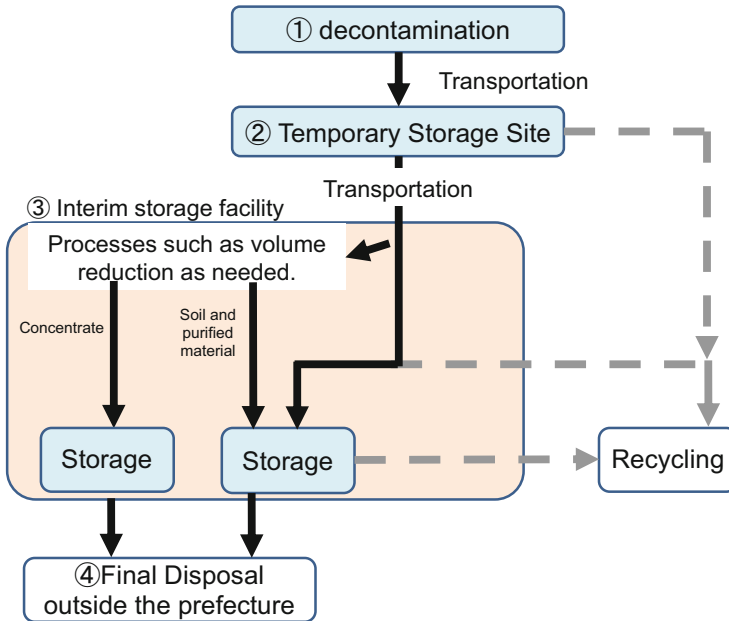 ① decontamination
Transportation
② Temporary Storage Site
Transportation
③ Interim storage facility
Processes such as volume
reduction as needed.
Concentrate
Soil and
purified
material
Storage
Storage
Recycling
④Final Disposal
outside the prefecture